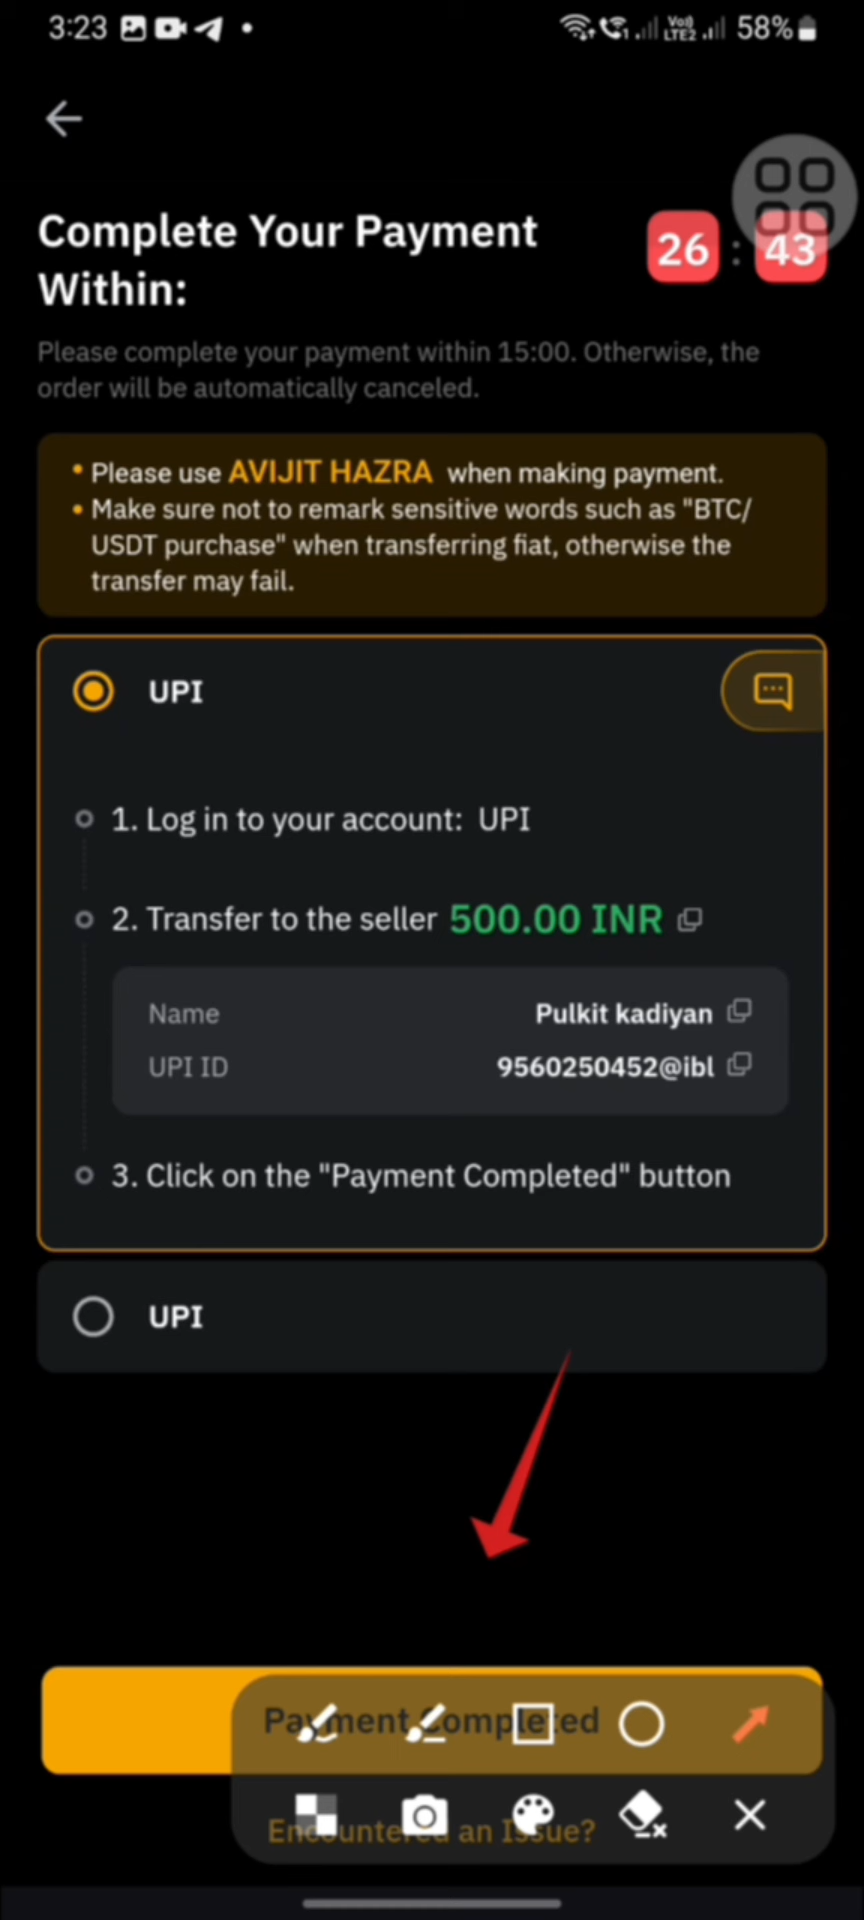 3:23
Vo))
LTE2
58%
Complete Your Payment
Within:
26 : 43
Please complete your payment within 15:00. Otherwise, the
order will be automatically canceled.
• Please use AVIJIT HAZRA when making payment.
• Make sure not to remark sensitive words such as "BTC/
USDT purchase" when transferring fiat, otherwise the
transfer may fail.
UPI
1. Log in to your account: UPI
2. Transfer to the seller 500.00 INR
Name Pulkit kadiyan
UPI ID 9560250452@ibl
3. Click on the "Payment Completed" button
UPI
Payment Completed
Encountered an Issue?